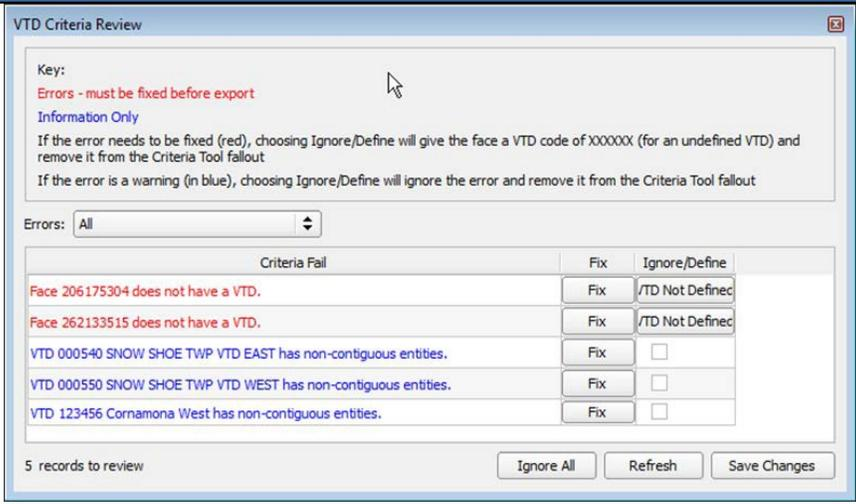 VTD Criteria Review
Key:
Errors - must be fixed before export
Information Only
If the error needs to be fixed (red), choosing Ignore/Define will give the face a VTD code of XXXXXX (for an undefined VTD) and
remove it from the Criteria Tool fallout
If the error is a warning (in blue), choosing Ignore/Define will ignore the error and remove it from the Criteria Tool fallout
Errors: All
Criteria Fail Fix Ignore/Define
Face 206175304 does not have a VTD. Fix /TD Not Defined
Face 262133515 does not have a VTD. Fix /TD Not Defined
VTD 000540 SNOW SHOE TWP VTD EAST has non-contiguous entities. Fix
VTD 000550 SNOW SHOE TWP VTD WEST has non-contiguous entities. Fix
VTD 123456 Cornamona West has non-contiguous entities. Fix
5 records to review Ignore All Refresh Save Changes